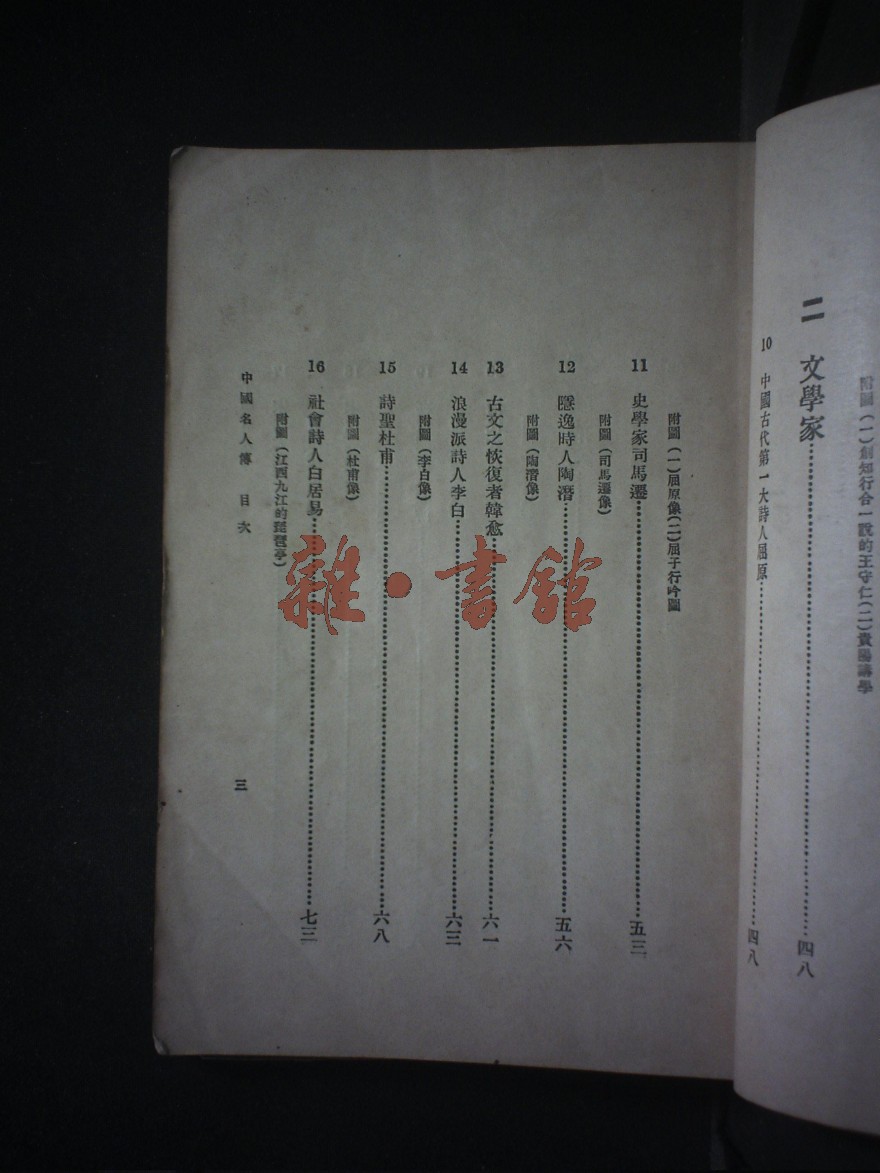 附圖(一)創知行合一說的王守仁(二)貴陽講學
二 文學家……四八
10 中國古代第一大詩人屈原……四八
附圖(一)屈原像(二)屈子行吟圖
11 史學家司馬遷……五三
附圖(司馬遷像)
12 隱逸時人陶潛……五六
附圖(陶潛像)
13 古文之恢復者韓愈……六一
14 浪漫派詩人李白……六三
附圖(李白像)
15 詩聖杜甫……六八
附圖(杜甫像)
16 社會詩人白居易……七三
附圖(江西九江的琵琶亭)
中國名人傳 目次
三
雜·書館